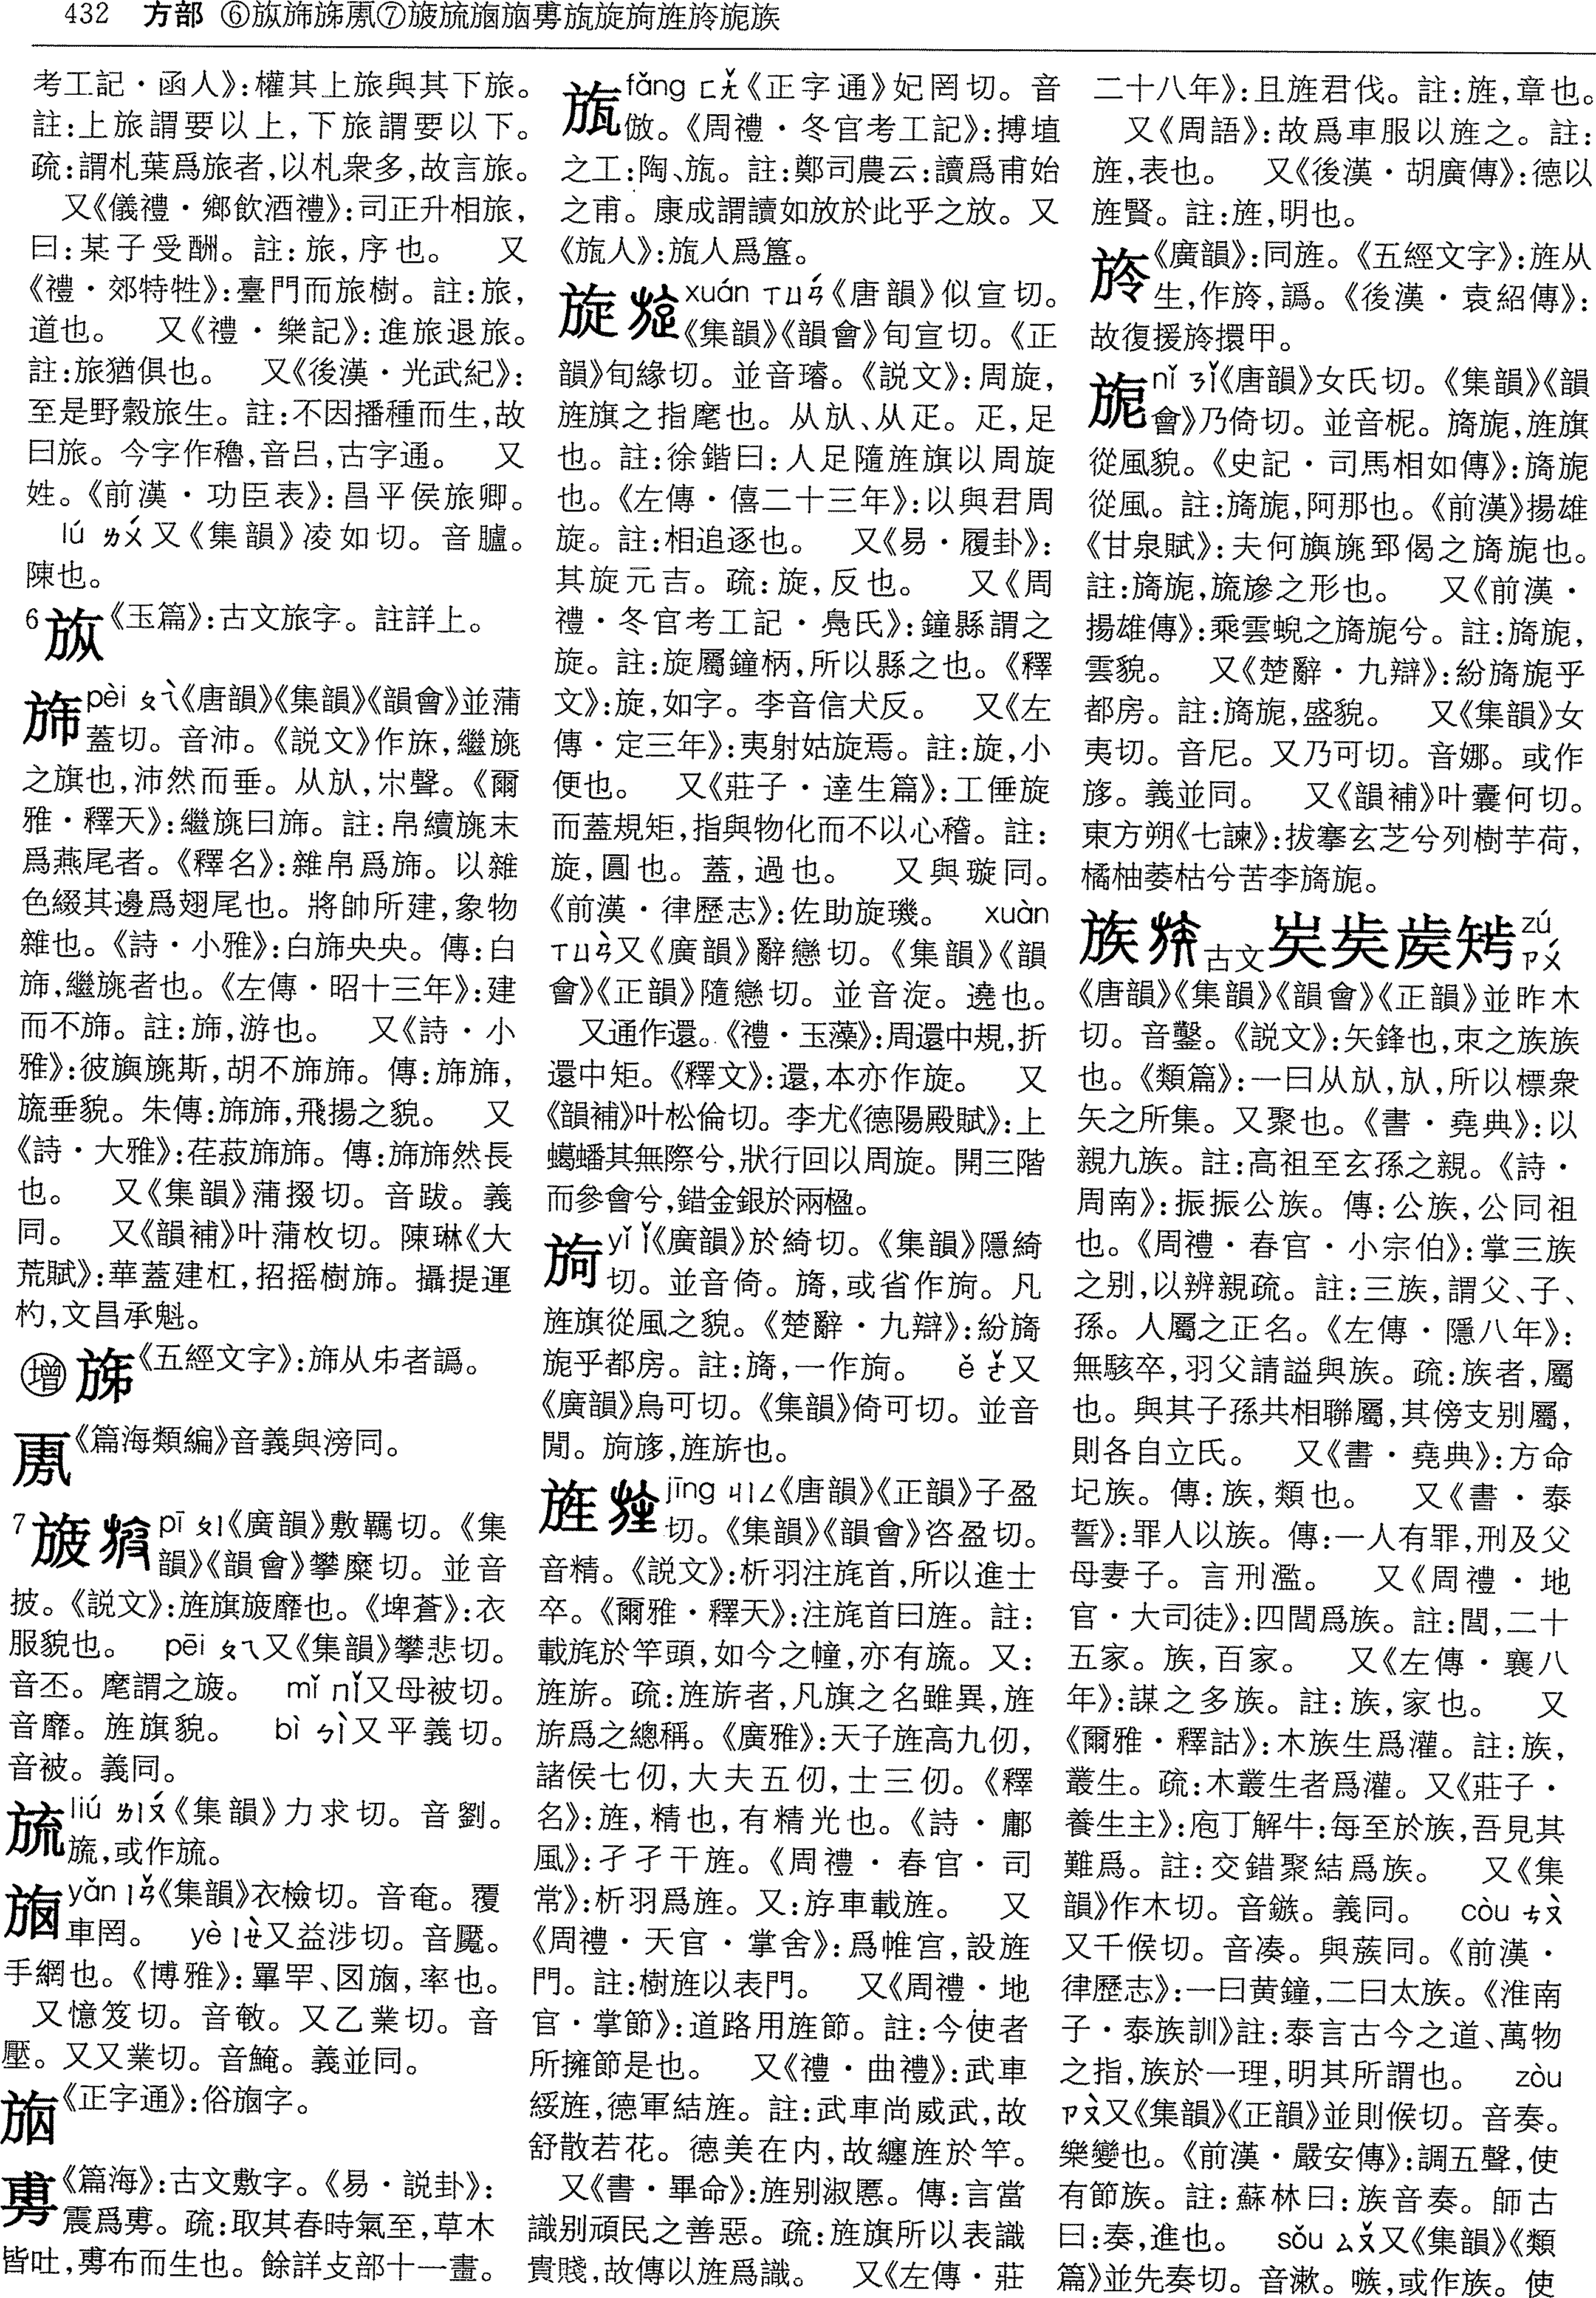 432 方部 ⑥㫃旆旆㕊⑦旇旈旃旃旉旊旋旑旌旍旎族
考工記·函人》:權其上旅與其下旅。
註:上旅謂要以上,下旅謂要以下。
疏:謂札葉爲旅者,以札衆多,故言旅。
又《儀禮·鄉飲酒禮》:司正升相旅,
曰:某子受酬。註:旅,序也。 又
《禮·郊特牲》:臺門而旅樹。註:旅,
道也。 又《禮·樂記》:進旅退旅。
註:旅猶俱也。 又《後漢·光武紀》:
至是野穀旅生。註:不因播種而生,故
曰旅。今字作穭,音呂,古字通。 又
姓。《前漢·功臣表》:昌平侯旅卿。
lú ㄌㄨˊ又《集韻》凌如切。音臚。
陳也。
6 《玉篇》:古文旅字。註詳上。
旆 pèi ㄆㄟˋ《唐韻》《集韻》《韻會》並蒲
蓋切。音沛。《説文》作㫊,繼旐
之旗也,沛然而垂。从㫃,𣎵聲。《爾
雅·釋天》:繼旐曰旆。註:帛續旐末
爲燕尾者。《釋名》:雜帛爲旆。以雜
色綴其邊爲翅尾也。將帥所建,象物
雜也。《詩·小雅》:白旆央央。傳:白
旆,繼旐者也。《左傳·昭十三年》:建
而不旆。註:旆,游也。 又《詩·小
雅》:彼旟旐斯,胡不旆旆。傳:旆旆,
旒垂貌。朱傳:旆旆,飛揚之貌。 又
《詩·大雅》:荏菽旆旆。傳:旆旆然長
也。 又《集韻》蒲掇切。音跋。義
同。 又《韻補》叶蒲枚切。陳琳《大
荒賦》:華蓋建杠,招摇樹旆。攝提運
杓,文昌承魁。
增 《五經文字》:旆从巿者譌。
《篇海類編》音義與滂同。
7 旇 pī ㄆㄧ《廣韻》敷羈切。《集
韻》《韻會》攀糜切。並音
披。《説文》:旌旗旇靡也。《埤蒼》:衣
服貌也。 pēi ㄆㄟ又《集韻》攀悲切。
音丕。麾謂之旇。 mǐ ㄇㄧˇ又母被切。
音靡。旌旗貌。 bì ㄅㄧˋ又平義切。
音被。義同。
旈 liú ㄌㄧㄡˊ《集韻》力求切。音劉。
旒,或作旈。
yǎn ㄧㄢˇ《集韻》衣檢切。音奄。覆
車罔。 yè ㄧㄝˋ又益涉切。音魘。
手網也。《博雅》:罼罕、,率也。
又憶笈切。音敏。又乙業切。音
壓。又又業切。音䤶。義並同。
《正字通》:俗字。
旉 《篇海》:古文敷字。《易·説卦》:
震爲旉。疏:取其春時氣至,草木
皆吐,旉布而生也。餘詳攴部十一畫。
旊 fǎng ㄈㄤˇ《正字通》妃罔切。音
倣。《周禮·冬官考工記》:搏埴
之工:陶、旊。註:鄭司農云:讀爲甫始
之甫。康成謂讀如放於此乎之放。又
《旊人》:旊人爲簋。
旋 xuán ㄒㄩㄢˊ《唐韻》似宣切。
《集韻》《韻會》旬宣切。《正
韻》旬緣切。並音璿。《説文》:周旋,
旌旗之指麾也。从㫃、从疋。疋,足
也。註:徐鍇曰:人足隨旌旗以周旋
也。《左傳·僖二十三年》:以與君周
旋。註:相追逐也。 又《易·履卦》:
其旋元吉。疏:旋,反也。 又《周
禮·冬官考工記·鳧氏》:鐘縣謂之
旋。註:旋屬鐘柄,所以縣之也。《釋
文》:旋,如字。李音信犬反。 又《左
傳·定三年》:夷射姑旋焉。註:旋,小
便也。 又《莊子·達生篇》:工倕旋
而蓋規矩,指與物化而不以心稽。註:
旋,圓也。蓋,過也。 又與璇同。
《前漢·律歷志》:佐助旋璣。 xuàn
ㄒㄩㄢˋ又《廣韻》辭戀切。《集韻》《韻
會》《正韻》隨戀切。並音淀。遶也。
又通作還。《禮·玉藻》:周還中規,折
還中矩。《釋文》:還,本亦作旋。 又
《韻補》叶松倫切。李尤《德陽殿賦》:上
蝎蟠其無際兮,狀行回以周旋。開三階
而參會兮,錯金銀於兩楹。
旑 yǐ ㄧˇ《廣韻》於綺切。《集韻》隱綺
切。並音倚。旖,或省作旑。凡
旌旗從風之貌。《楚辭·九辯》:紛旖
旎乎都房。註:旖,一作旑。 ě ㄜˇ又
《廣韻》烏可切。《集韻》倚可切。並音
閜。旑㫊,旌旂也。
旌 jīng ㄐㄧㄥ《唐韻》《正韻》子盈
切。《集韻》《韻會》咨盈切。
音精。《説文》:析羽注旄首,所以進士
卒。《爾雅·釋天》:注旄首曰旌。註:
載旄於竿頭,如今之幢,亦有旒。又:
旌旂。疏:旌旂者,凡旗之名雖異,旌
旂爲之總稱。《廣雅》:天子旌高九仞,
諸侯七仞,大夫五仞,士三仞。《釋
名》:旌,精也,有精光也。《詩·鄘
風》:孑孑干旌。《周禮·春官·司
常》:析羽爲旌。又:斿車載旌。 又
《周禮·天官·掌舍》:爲帷宫,設旌
門。註:樹旌以表門。 又《周禮·地
官·掌節》:道路用旌節。註:今使者
所擁節是也。 又《禮·曲禮》:武車
綏旌,德軍結旌。註:武車尚威武,故
舒散若花。德美在内,故纏旌於竿。
又《書·畢命》:旌别淑慝。傳:言當
識别頑民之善惡。疏:旌旗所以表識
貴賤,故傳以旌爲識。 又《左傳·莊
二十八年》:且旌君伐。註:旌,章也。
又《周語》:故爲車服以旌之。註:
旌,表也。 又《後漢·胡廣傳》:德以
旌賢。註:旌,明也。
旍 《廣韻》:同旌。《五經文字》:旌从
生,作旍,譌。《後漢·袁紹傳》:
故復援旍擐甲。
旎 nǐ ㄋㄧˇ《唐韻》女氏切。《集韻》《韻
會》乃倚切。並音柅。旖旎,旌旗
從風貌。《史記·司馬相如傳》:旖旎
從風。註:旖旎,阿那也。《前漢》揚雄
《甘泉賦》:夫何旟旐郅偈之旖旎也。
註:旖旎,旒旛之形也。 又《前漢·
揚雄傳》:乘雲蜺之旖旎兮。註:旖旎,
雲貌。 又《楚辭·九辯》:紛旖旎乎
都房。註:旖旎,盛貌。 又《集韻》女
夷切。音尼。又乃可切。音娜。或作
㫊。義並同。 又《韻補》叶囊何切。
東方朔《七諫》:拔搴玄芝兮列樹芋荷,
橘柚萎枯兮苦李旖旎。
族 古文 zú ㄗㄨˊ
《唐韻》《集韻》《韻會》《正韻》並昨木
切。音鑿。《説文》:矢鋒也,束之族族
也。《類篇》:一曰从㫃,㫃,所以標衆
矢之所集。又聚也。《書·堯典》:以
親九族。註:高祖至玄孫之親。《詩·
周南》:振振公族。傳:公族,公同祖
也。《周禮·春官·小宗伯》:掌三族
之别,以辨親疏。註:三族,謂父、子、
孫。人屬之正名。《左傳·隱八年》:
無駭卒,羽父請謚與族。疏:族者,屬
也。與其子孫共相聯屬,其傍支别屬,
則各自立氏。 又《書·堯典》:方命
圮族。傳:族,類也。 又《書·泰
誓》:罪人以族。傳:一人有罪,刑及父
母妻子。言刑濫。 又《周禮·地
官·大司徒》:四閭爲族。註:閭,二十
五家。族,百家。 又《左傳·襄八
年》:謀之多族。註:族,家也。 又
《爾雅·釋詁》:木族生爲灌。註:族,
叢生。疏:木叢生者爲灌。又《莊子·
養生主》:庖丁解牛:每至於族,吾見其
難爲。註:交錯聚結爲族。 又《集
韻》作木切。音鏃。義同。 còu ㄘㄡˋ
又千候切。音凑。與蔟同。《前漢·
律歷志》:一曰黄鐘,二曰太族。《淮南
子·泰族訓》註:泰言古今之道、萬物
之指,族於一理,明其所謂也。 zòu
ㄗㄡˋ又《集韻》《正韻》並則候切。音奏。
樂變也。《前漢·嚴安傳》:調五聲,使
有節族。註:蘇林曰:族音奏。師古
曰:奏,進也。 sǒu ㄙㄡˇ又《集韻》《類
篇》並先奏切。音漱。嗾,或作族。使